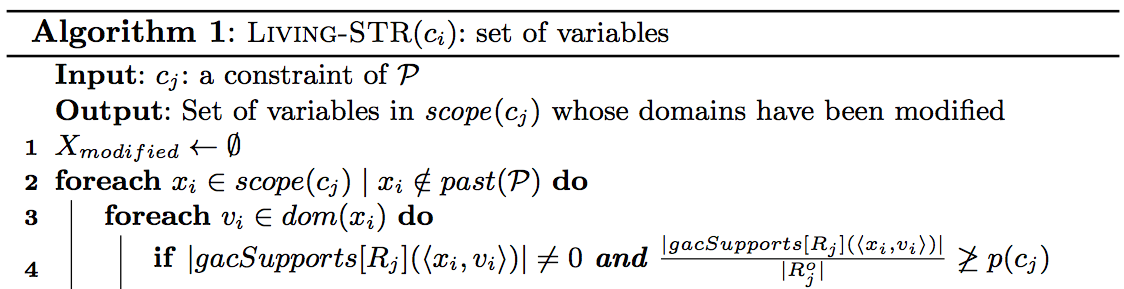 Algorithm 1: LIVING-STR(c_i): set of variables
Input: c_j: a constraint of 𝒫
Output: Set of variables in scope(c_j) whose domains have been modified
1 X_modified ← ∅
2 foreach x_i ∈ scope(c_j) | x_i ∉ past(𝒫) do
3 foreach v_i ∈ dom(x_i) do
4 if |gacSupports[R_j](⟨x_i, v_i⟩)| ≠ 0 and |gacSupports[R_j](⟨x_i,v_i⟩)| / |R_j^o| ≱ p(c_j)